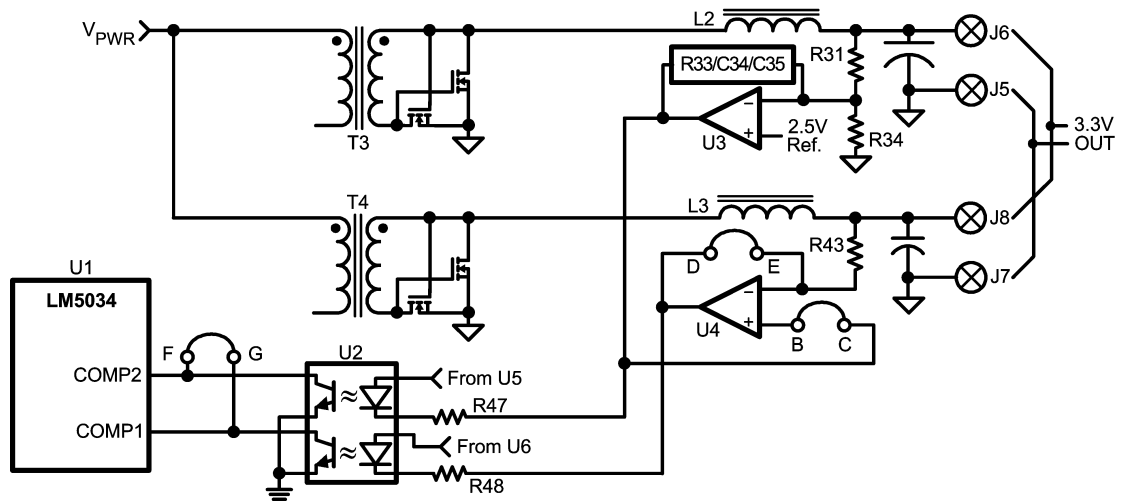 V_PWR
T3
L2
R33/C34/C35
R31
−
+
U3
2.5V
Ref.
R34
J6
J5
3.3V
OUT
T4
L3
R43
J8
J7
D
E
−
+
U4
B
C
U1
LM5034
COMP2
COMP1
F
G
U2
≈
≈
From U5
R47
From U6
R48